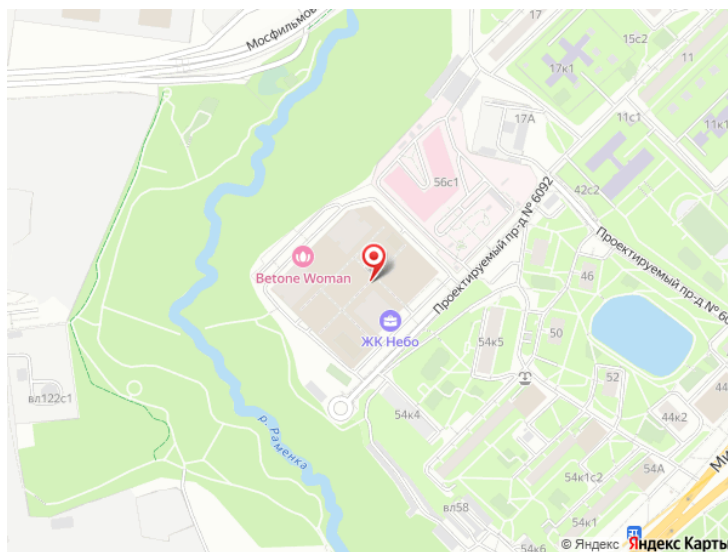 Мосфильмов
17
15с2
11
17к1
11с1
11к1
17А
56с1
42с2
Проектируемый пр-д № 6092
Проектируемый пр-д № 60
Betone Woman
46
ЖК Небо
54к5
50
52
44
вл122с1
54к4
44к2
р. Раменка
54к1с2
54А
Ми
вл58
54к1
© Яндекс Яндекс Карты